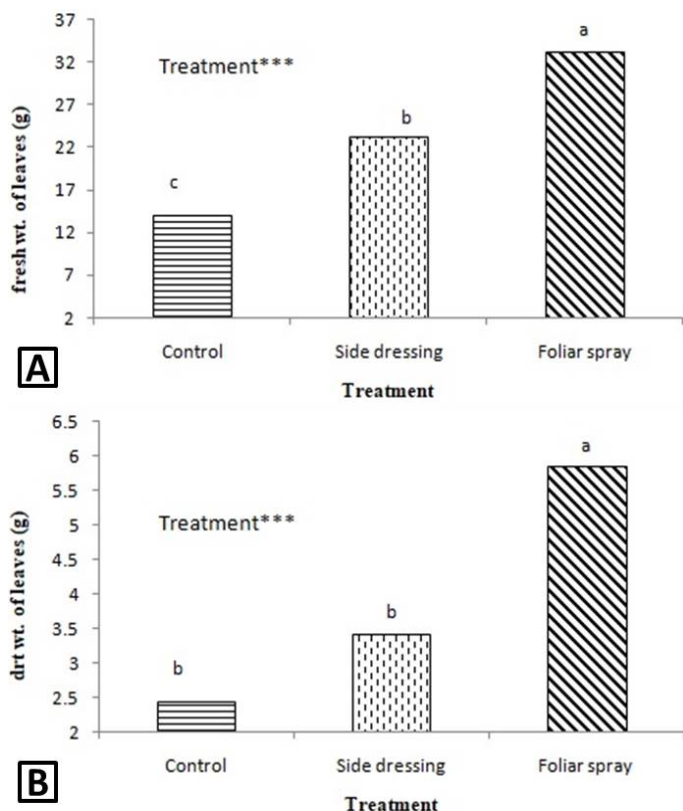 37
32
27
22
17
12
7
2
fresh wt. of leaves (g)
Treatment***
c
b
a
Control Side dressing Foliar spray
Treatment
A
6.5
6
5.5
5
4.5
4
3.5
3
2.5
2
drt wt. of leaves (g)
Treatment***
b
b
a
Control Side dressing Foliar spray
Treatment
B